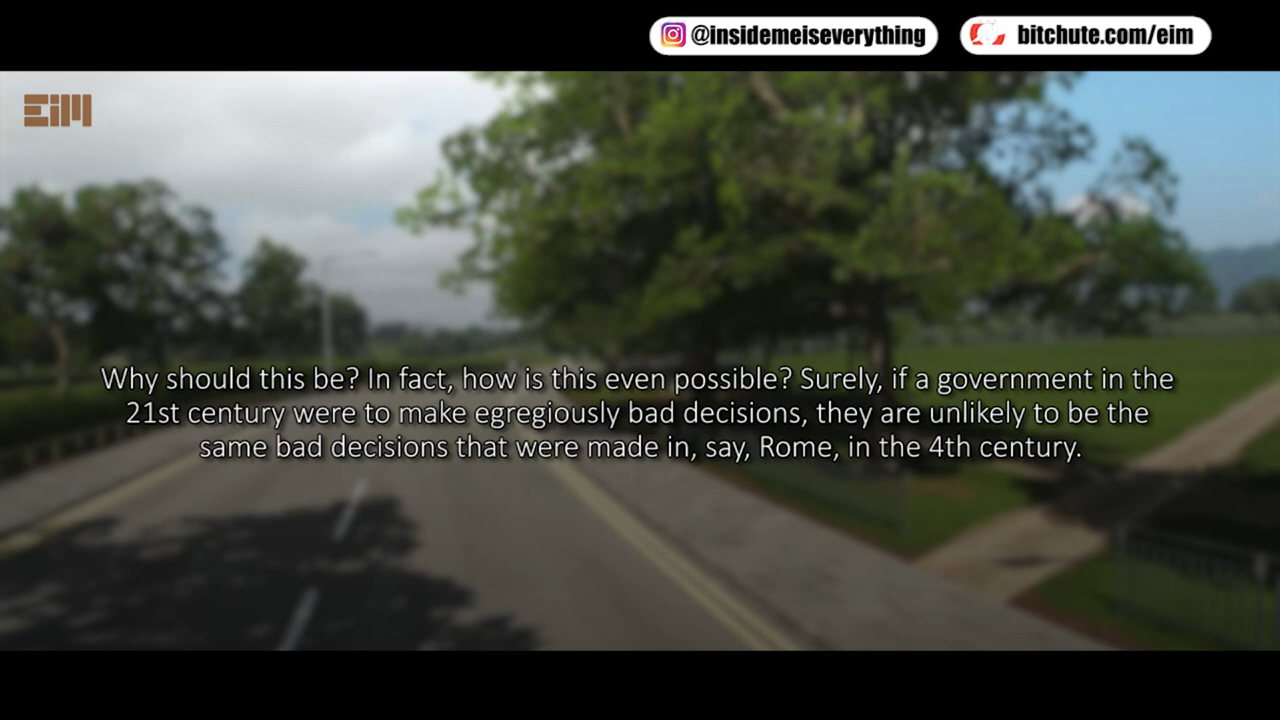 @insidemeiseverything
bitchute.com/eim
EIM
Why should this be? In fact, how is this even possible? Surely, if a government in the
21st century were to make egregiously bad decisions, they are unlikely to be the
same bad decisions that were made in, say, Rome, in the 4th century.